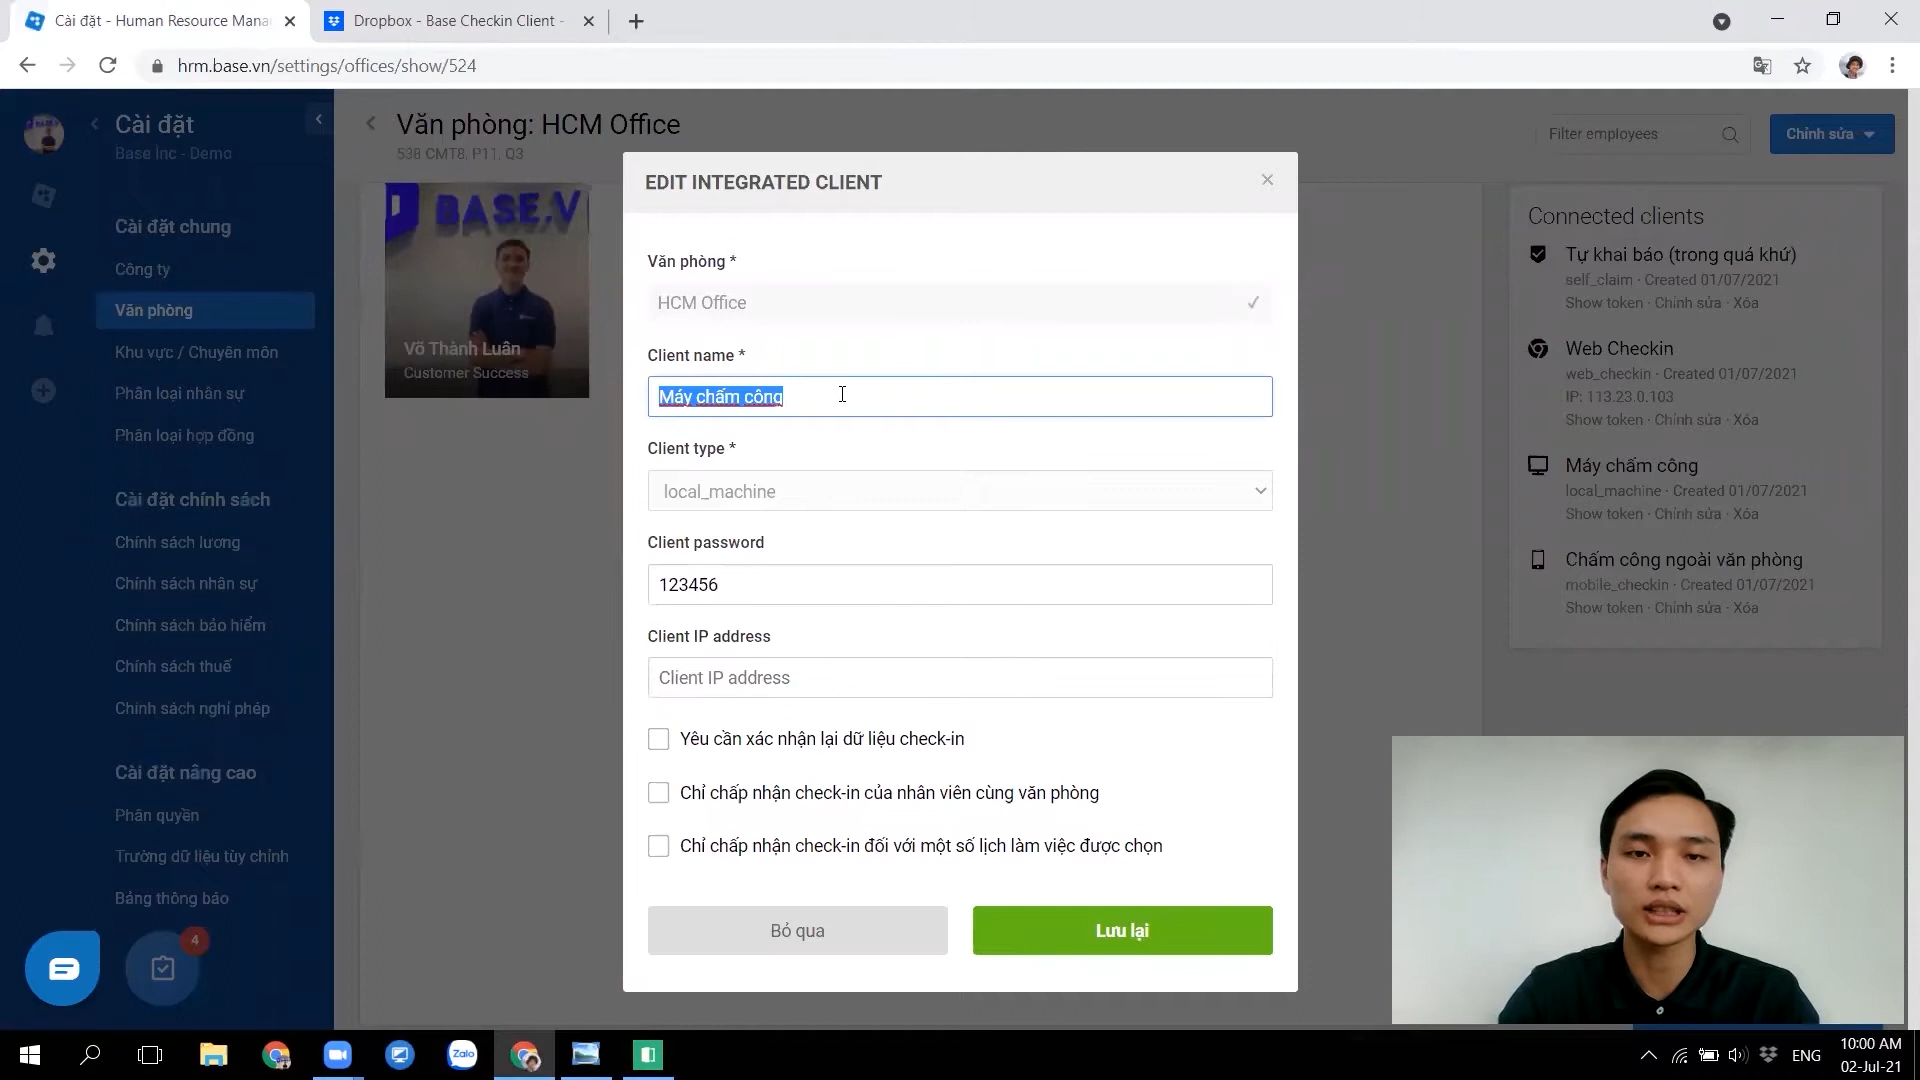 Cài đặt - Human Resource Mana
Dropbox - Base Checkin Client -
hrm.base.vn/settings/offices/show/524
Cài đặt
Base Inc - Demo
Cài đặt chung
Công ty
Văn phòng
Khu vực / Chuyên môn
Phân loại nhân sự
Phân loại hợp đồng
Cài đặt chính sách
Chính sách lương
Chính sách nhân sự
Chính sách bảo hiểm
Chính sách thuế
Chính sách nghỉ phép
Cài đặt nâng cao
Phân quyền
Trường dữ liệu tùy chỉnh
Bảng thông báo
4
Văn phòng: HCM Office
538 CMT8, P11, Q3
Filter employees
Chỉnh sửa
BASE.V
Võ Thành Luân
Customer Success
EDIT INTEGRATED CLIENT
Văn phòng *
HCM Office
Client name *
Máy chấm công
Client type *
local_machine
Client password
123456
Client IP address
Client IP address
Yêu cần xác nhận lại dữ liệu check-in
Chỉ chấp nhận check-in của nhân viên cùng văn phòng
Chỉ chấp nhận check-in đối với một số lịch làm việc được chọn
Bỏ qua
Lưu lại
Connected clients
Tự khai báo (trong quá khứ)
self_claim · Created 01/07/2021
Show token · Chỉnh sửa · Xóa
Web Checkin
web_checkin · Created 01/07/2021
IP: 113.23.0.103
Show token · Chỉnh sửa · Xóa
Máy chấm công
local_machine · Created 01/07/2021
Show token · Chỉnh sửa · Xóa
Chấm công ngoài văn phòng
mobile_checkin · Created 01/07/2021
Show token · Chỉnh sửa · Xóa
Zalo
ENG
10:00 AM
02-Jul-21